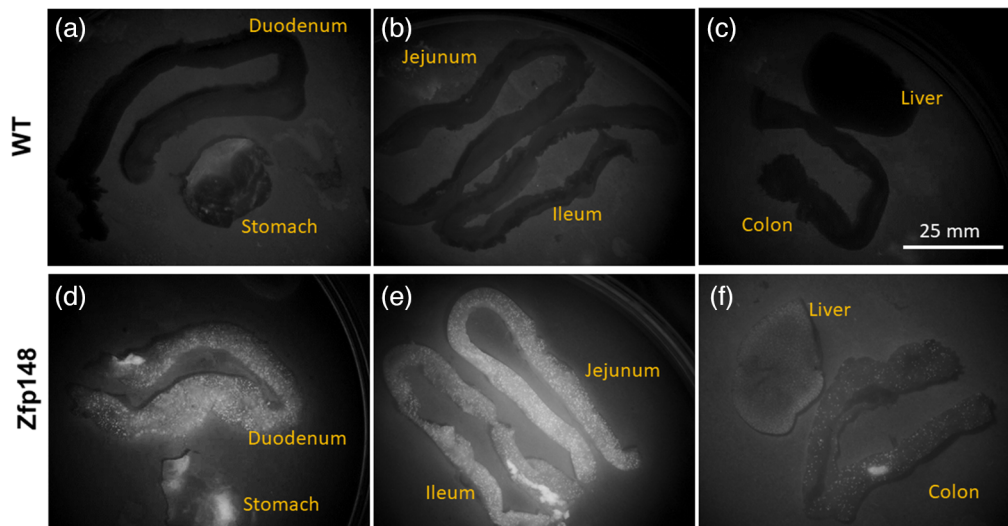 WT
(a)
Duodenum
Stomach
(b)
Jejunum
Ileum
(c)
Liver
Colon
25 mm
Zfp148
(d)
Duodenum
Stomach
(e)
Jejunum
Ileum
(f)
Liver
Colon